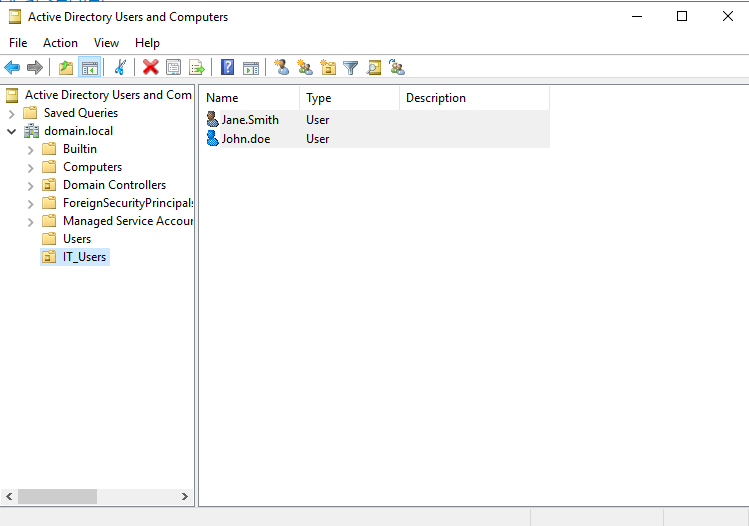 Active Directory Users and Computers
File Action View Help
Active Directory Users and Com
Saved Queries
domain.local
Builtin
Computers
Domain Controllers
ForeignSecurityPrincipals
Managed Service Accour
Users
IT_Users
Name Type Description
Jane.Smith User
John.doe User